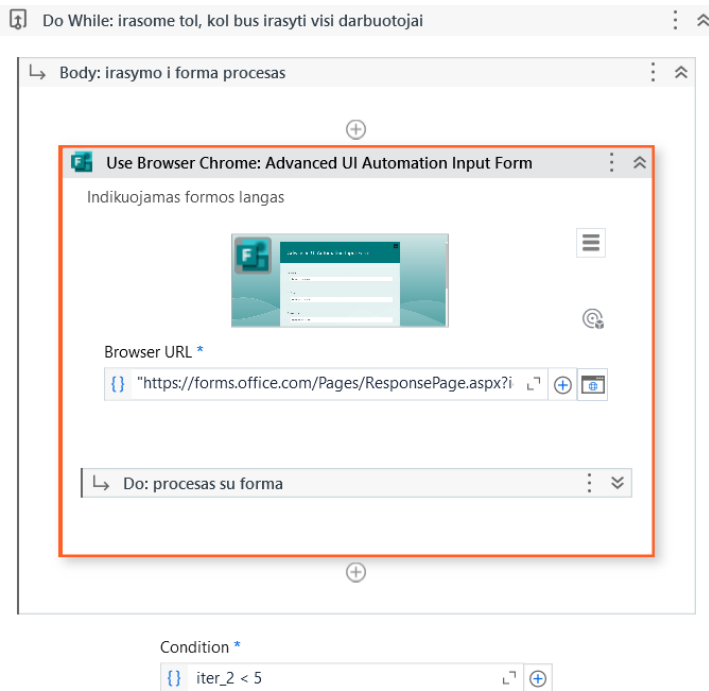 Do While: irasome tol, kol bus irasyti visi darbuotojai
Body: irasymo i forma procesas
Use Browser Chrome: Advanced UI Automation Input Form
Indikuojamas formos langas
Browser URL *
"https://forms.office.com/Pages/ResponsePage.aspx?i
Do: procesas su forma
Condition *
iter_2 < 5